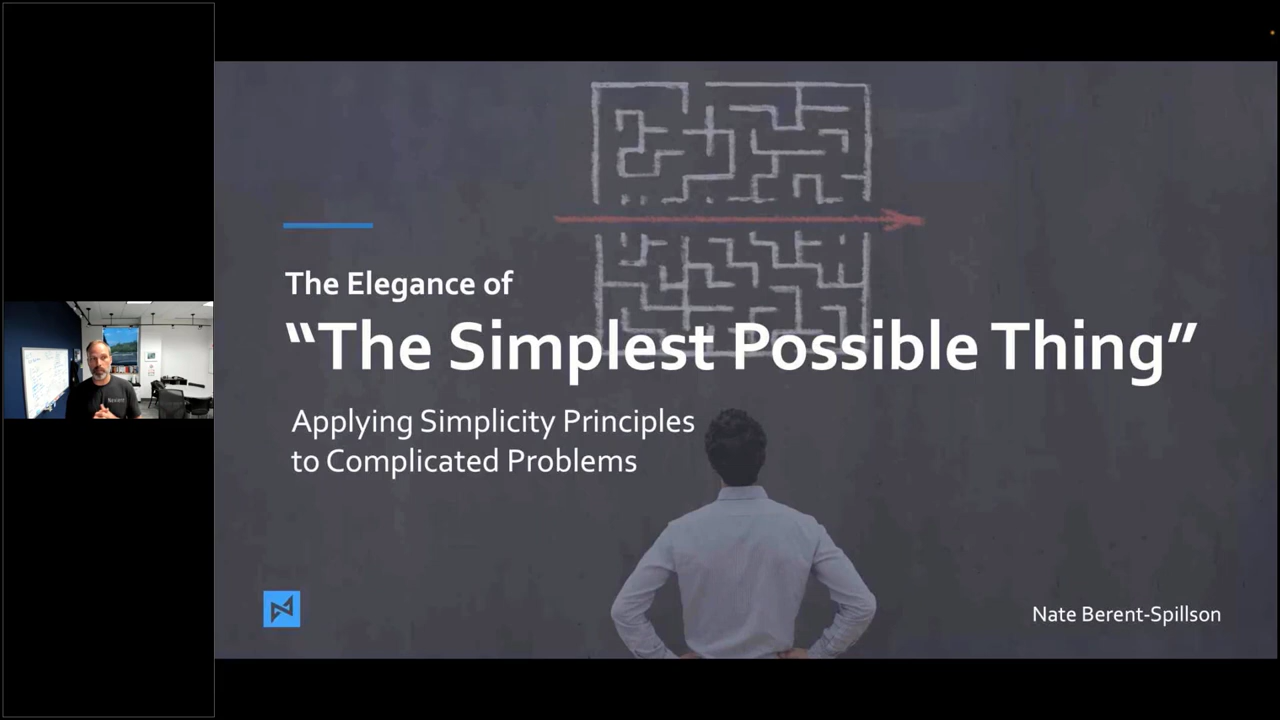 The Elegance of
“The Simplest Possible Thing”
Applying Simplicity Principles
to Complicated Problems
Nate Berent-Spillson